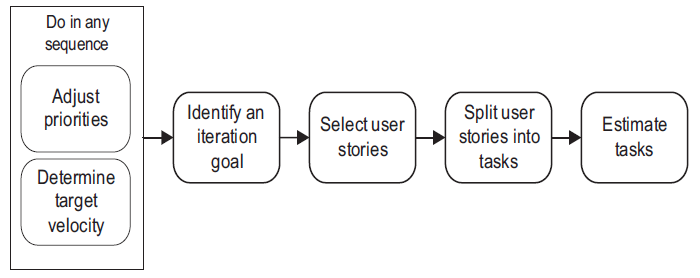 Do in any
sequence
Adjust
priorities
Determine
target
velocity
Identify an
iteration
goal
Select user
stories
Split user
stories into
tasks
Estimate
tasks